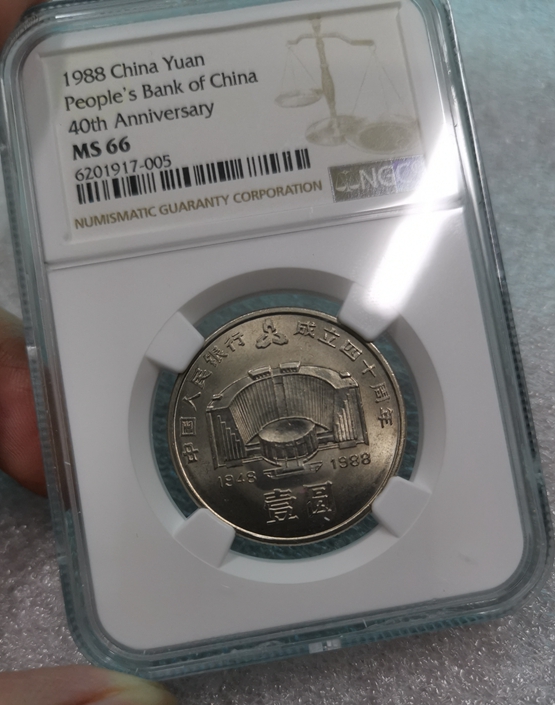 1988 China Yuan
People's Bank of China
40th Anniversary
MS 66
6201917-005
NUMISMATIC GUARANTY CORPORATION
NGC
中国人民银行 成立四十周年
1948 1988
壹圆